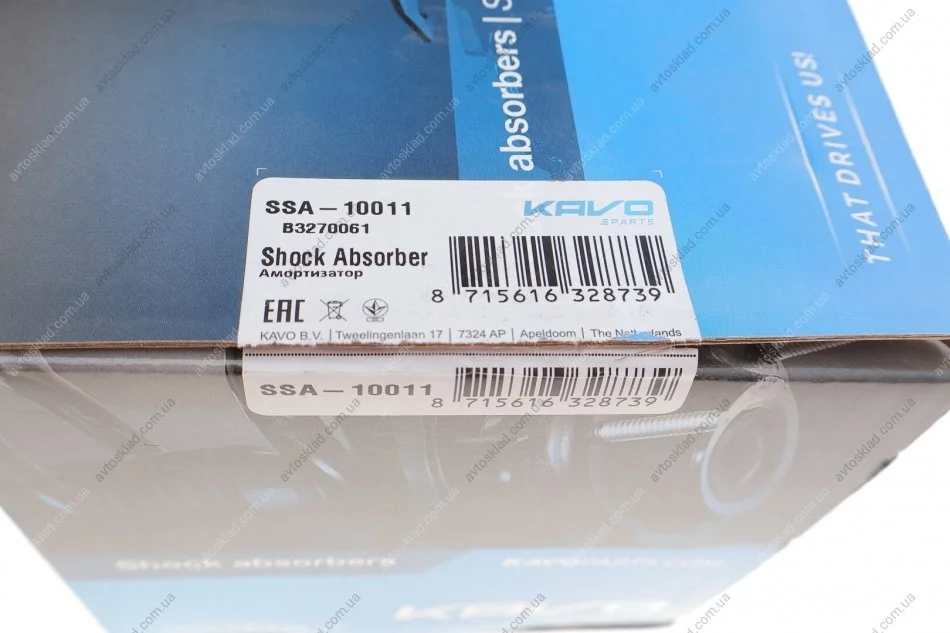 absorbers | S
THAT DRIVES US!
SSA – 10011
B3270061
KAVO
PARTS
Shock Absorber
Амортизатор
8 715616 328739
EAC
KAVO B.V. | Tweelingenlaan 17 | 7324 AP | Apeldoorn | The Netherlands
SSA – 10011
8 715616 328739
Shock absorbers
KAVO
avtosklad.com.ua